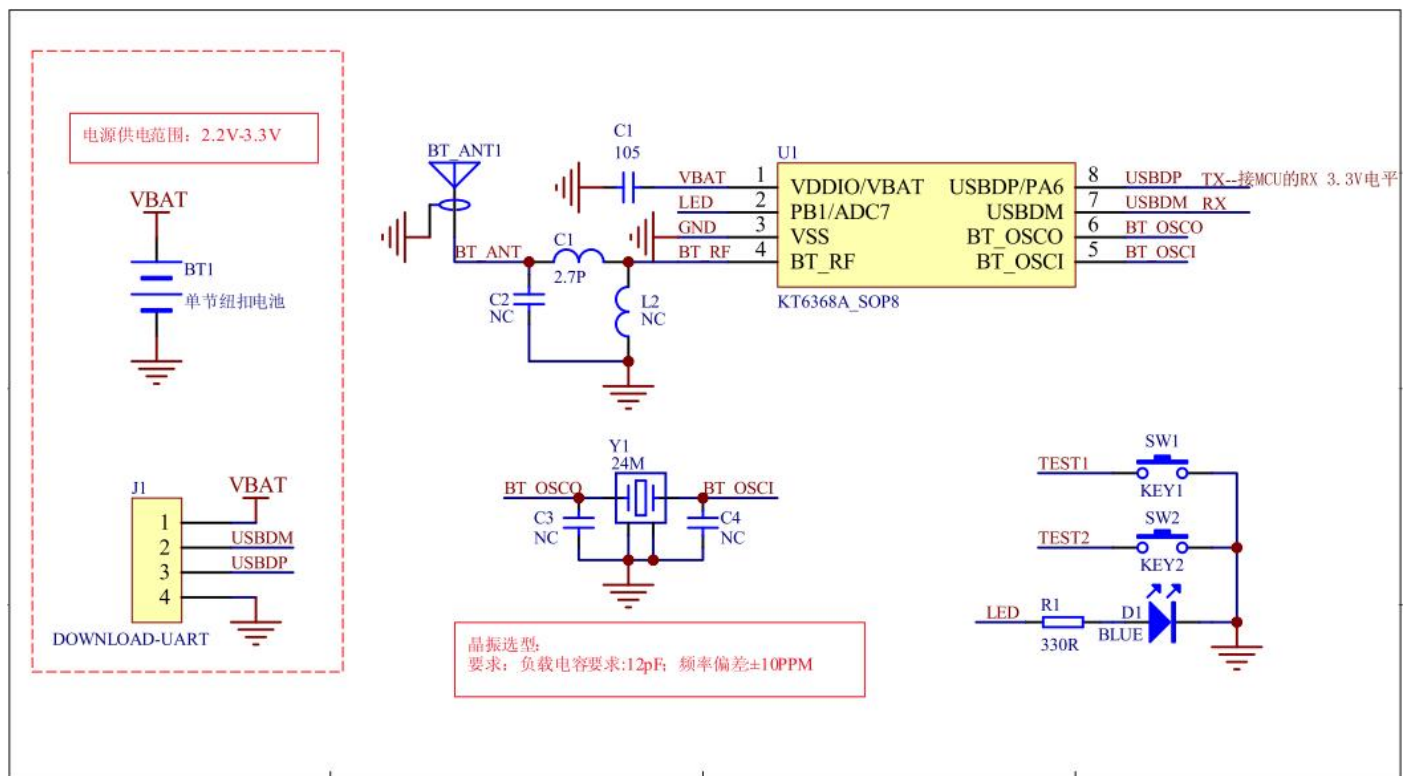 电源供电范围：2.2V-3.3V
VBAT
BT1
单节纽扣电池
J1
VBAT
1
2
USBDM
3
USBDP
4
DOWNLOAD-UART
BT_ANT1
C1
105
VBAT
LED
GND
BT_RF
BT_ANT
C1
2.7P
C2
NC
L2
NC
U1
1
VDDIO/VBAT
USBDP/PA6
8
USBDP
TX--接MCU的RX 3.3V电平
2
PB1/ADC7
USBDM
7
USBDM
RX
3
VSS
BT_OSCO
6
BT_OSCO
4
BT_RF
BT_OSCI
5
BT_OSCI
KT6368A_SOP8
Y1
24M
BT_OSCO
BT_OSCI
C3
NC
C4
NC
晶振选型:
要求：负载电容要求:12pF；频率偏差±10PPM
SW1
TEST1
KEY1
SW2
TEST2
KEY2
LED
R1
330R
D1
BLUE